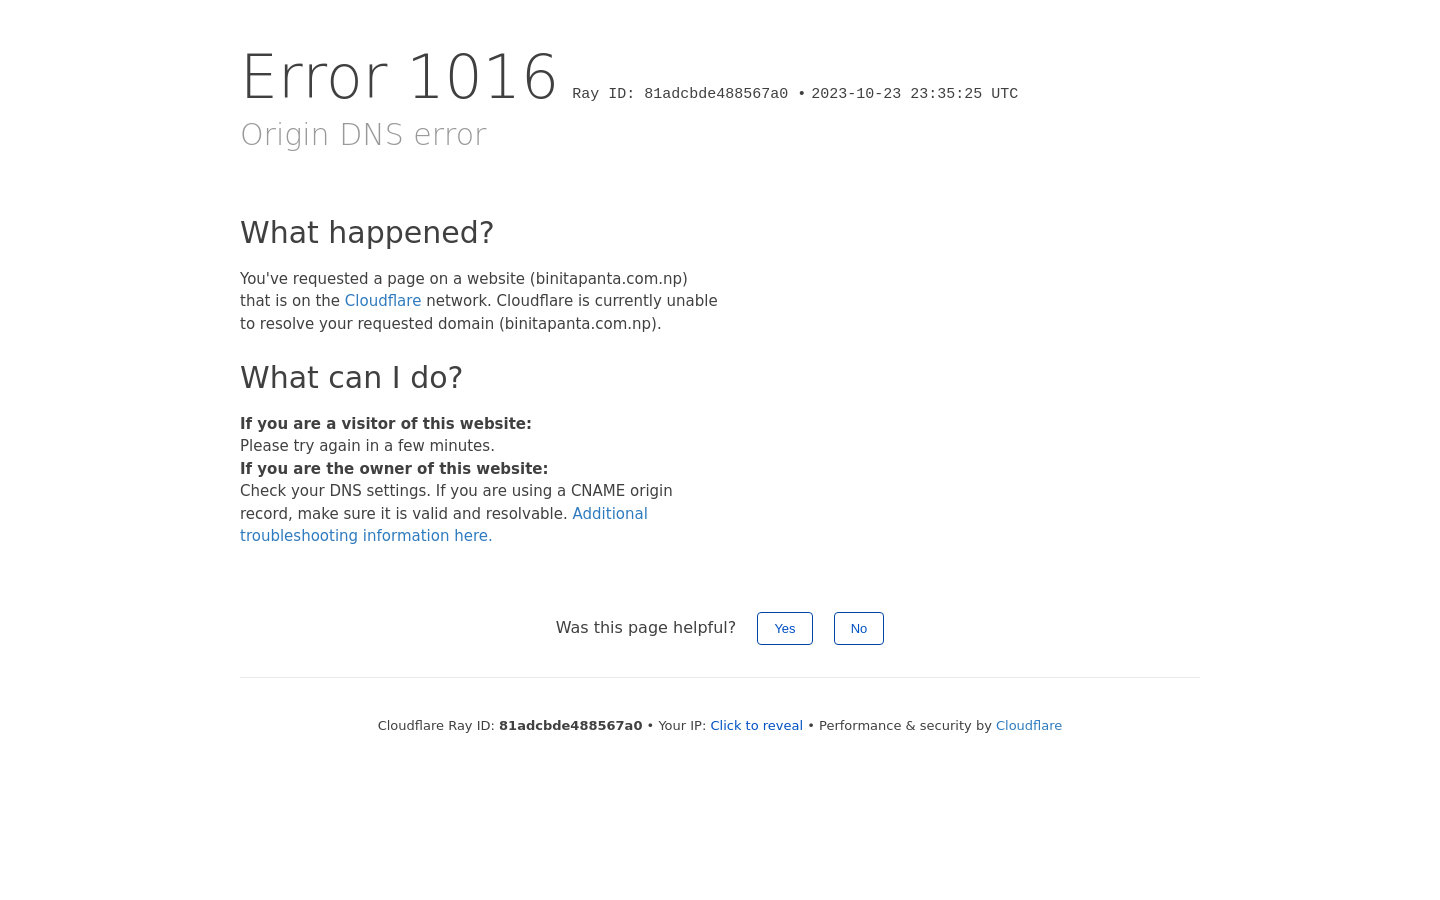 Error 1016 Ray ID: 81adcbde488567a0 • 2023-10-23 23:35:25 UTC
Origin DNS error
What happened?
You've requested a page on a website (binitapanta.com.np)
that is on the Cloudflare network. Cloudflare is currently unable
to resolve your requested domain (binitapanta.com.np).
What can I do?
If you are a visitor of this website:
Please try again in a few minutes.
If you are the owner of this website:
Check your DNS settings. If you are using a CNAME origin
record, make sure it is valid and resolvable. Additional
troubleshooting information here.
Was this page helpful? Yes No
Cloudflare Ray ID: 81adcbde488567a0 • Your IP: Click to reveal • Performance & security by Cloudflare